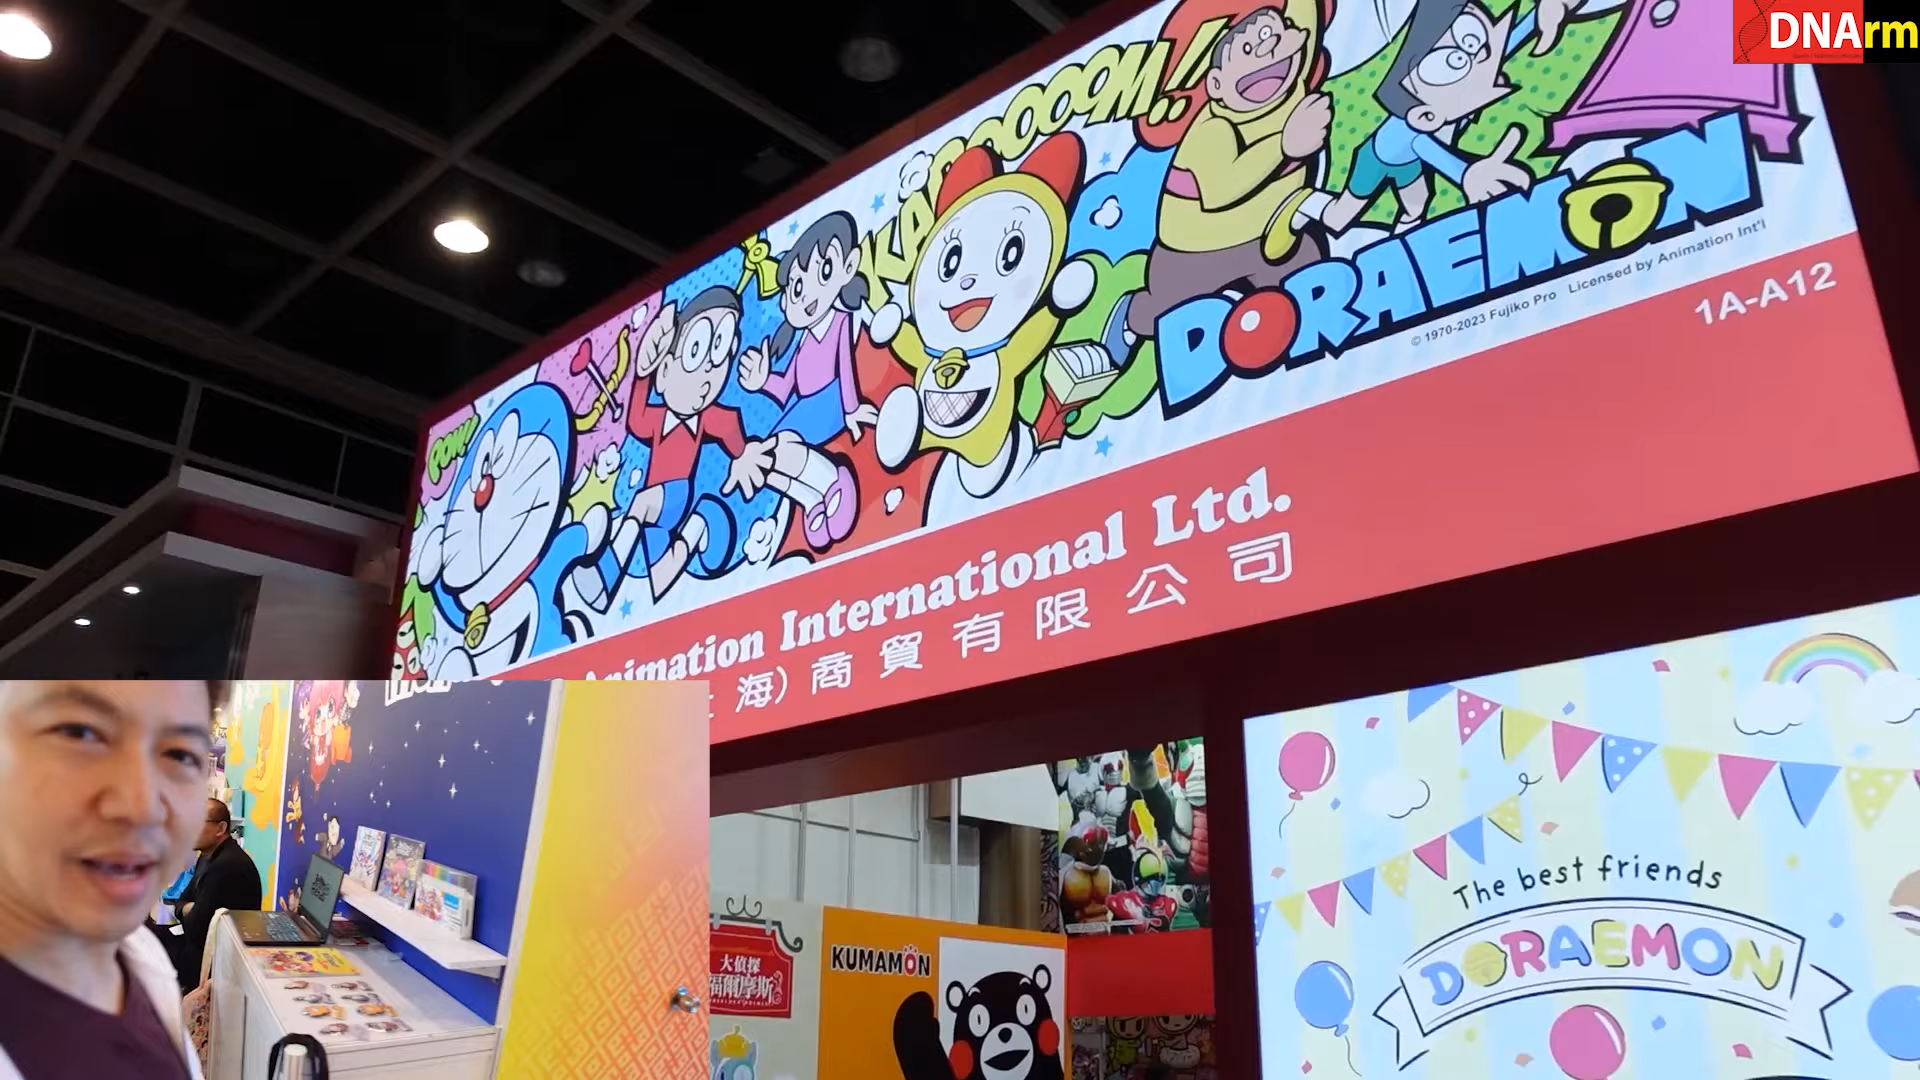 DNArm
KABOOOOM!!
POW!
DORAEMON
© 1970-2023 Fujiko Pro Licensed by Animation Int'l
1A-A12
Animation International Ltd.
海)商貿有限公司
The best friends
DORAEMON
大偵探
福爾摩斯
KUMAMON